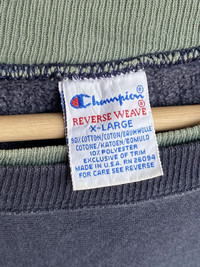 Champion
REVERSE WEAVE
X-LARGE
90% COTTON/COTON/BAUMWOLLE
COTONE/KATOEN/ALGODON
10% POLYESTER
EXCLUSIVE OF TRIM
MADE IN U.S.A. RN 26094
FOR CARE SEE REVERSE